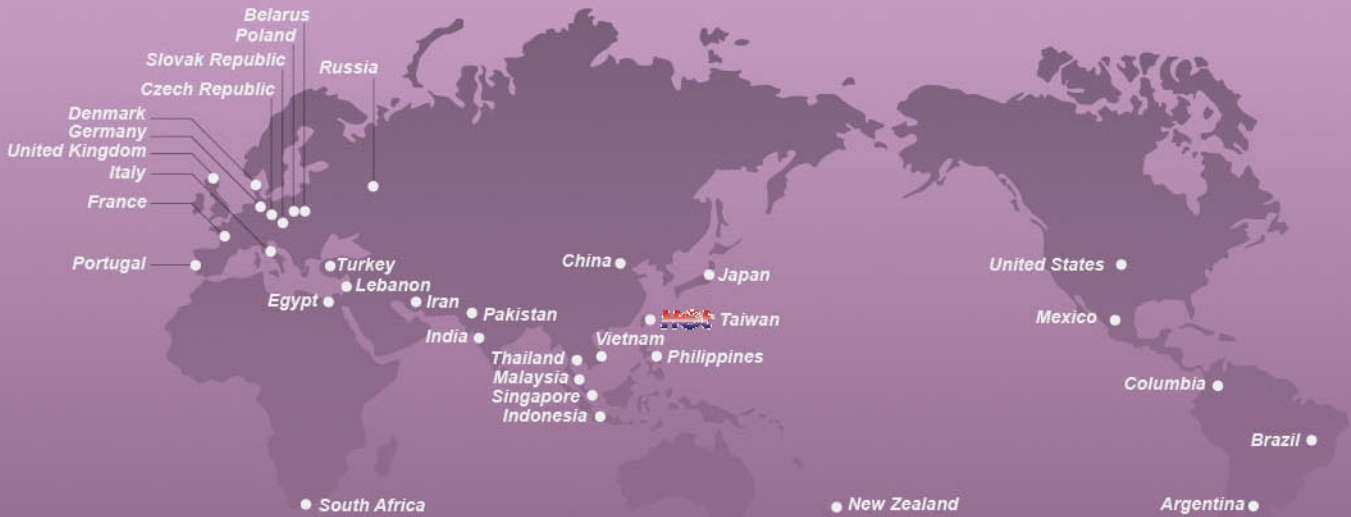 Belarus
Poland
Slovak Republic
Russia
Czech Republic
Denmark
Germany
United Kingdom
Italy
France
Portugal
Turkey
Lebanon
Egypt
Iran
Pakistan
India
China
Japan
Taiwan
Vietnam
Thailand
Philippines
Malaysia
Singapore
Indonesia
South Africa
New Zealand
United States
Mexico
Columbia
Brazil
Argentina